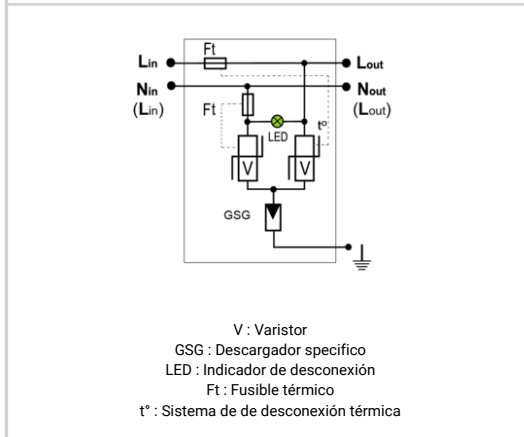 Ft
Lin Lout
Nin Nout
(Lin) Ft (Lout)
t°
LED
V V
GSG
V : Varistor
GSG : Descargador specifico
LED : Indicador de desconexión
Ft : Fusible térmico
t° : Sistema de de desconexión térmica